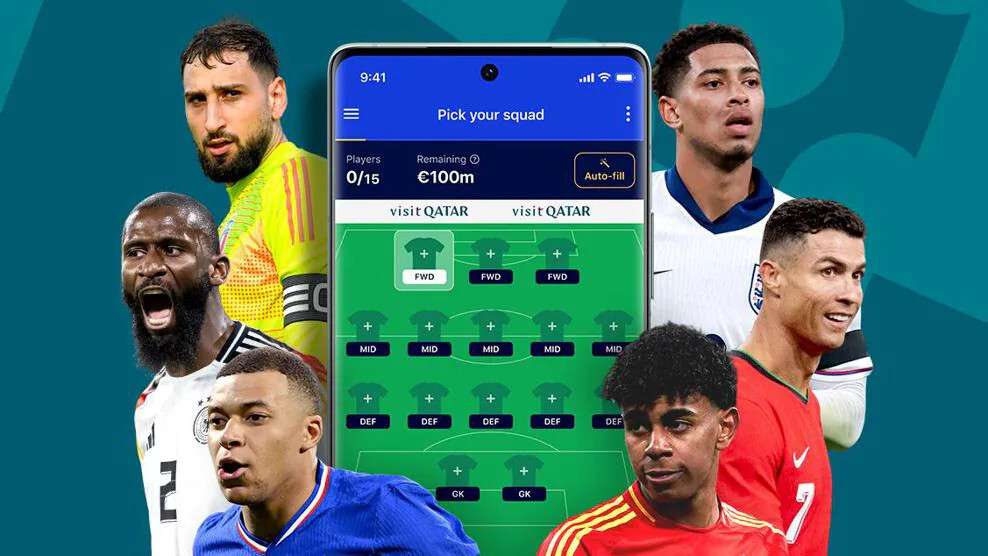 9:41
Pick your squad
Players
Remaining ?
Auto-fill
0/15
€100m
visit QATAR visit QATAR
FWD FWD FWD
MID MID MID MID MID
DEF DEF DEF DEF DEF
GK GK
2
7
C